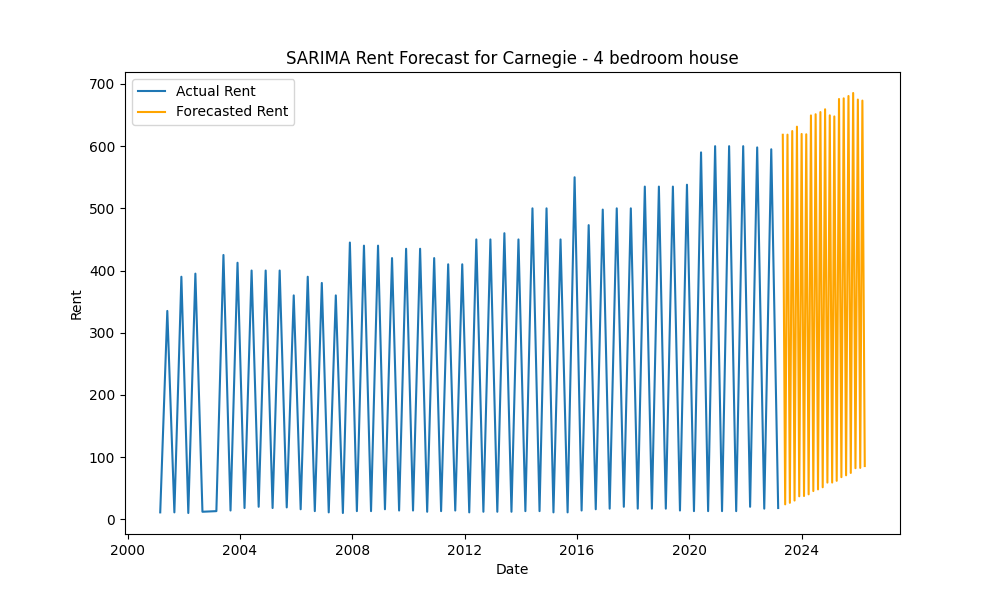 SARIMA Rent Forecast for Carnegie - 4 bedroom house
Actual Rent
Forecasted Rent
700
600
500
400
300
200
100
0
Rent
2000 2004 2008 2012 2016 2020 2024
Date